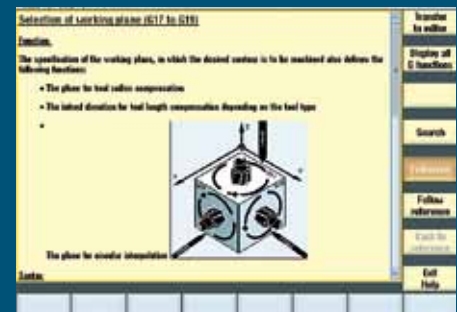 Selection of working plane (G17 to G19)
Function
The specification of the working plane, in which the desired contour is to be machined also defines the
following functions:
• The plane for tool radius compensation
• The infeed direction for tool length compensation depending on the tool type
•
The plane for circular interpolation
Syntax
Transfer
to editor
Display all
G functions
Search
Follow
reference
Back to
reference
Exit
Help